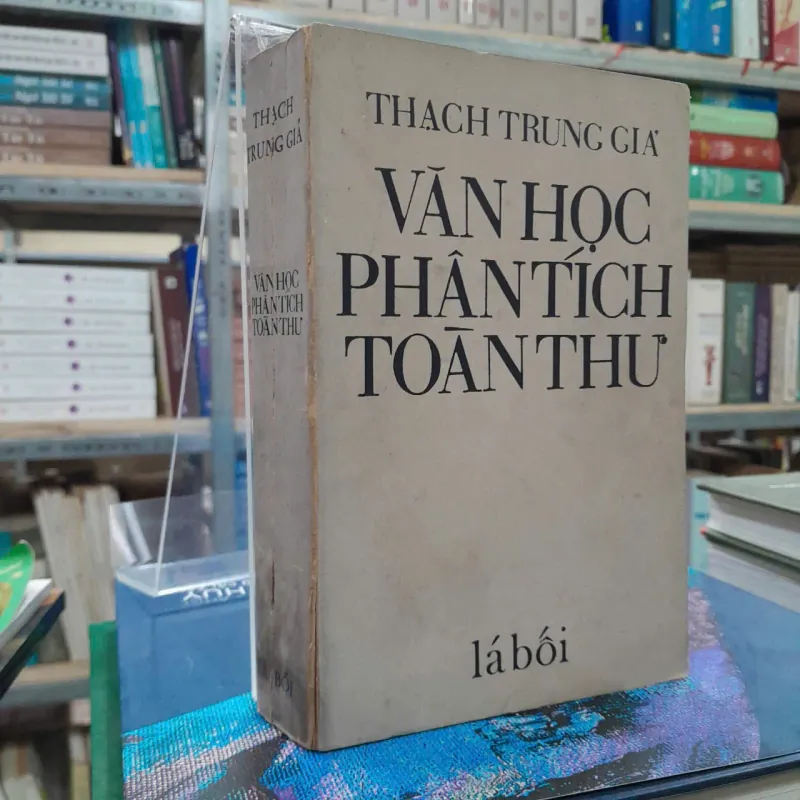 THẠCH TRUNG GIẢ
VĂN HỌC
PHÂN TÍCH
TOÀN THƯ
lá bối
THẠCH
TRUNG GIẢ
VĂN HỌC
PHÂN TÍCH
TOÀN THƯ
BỐI